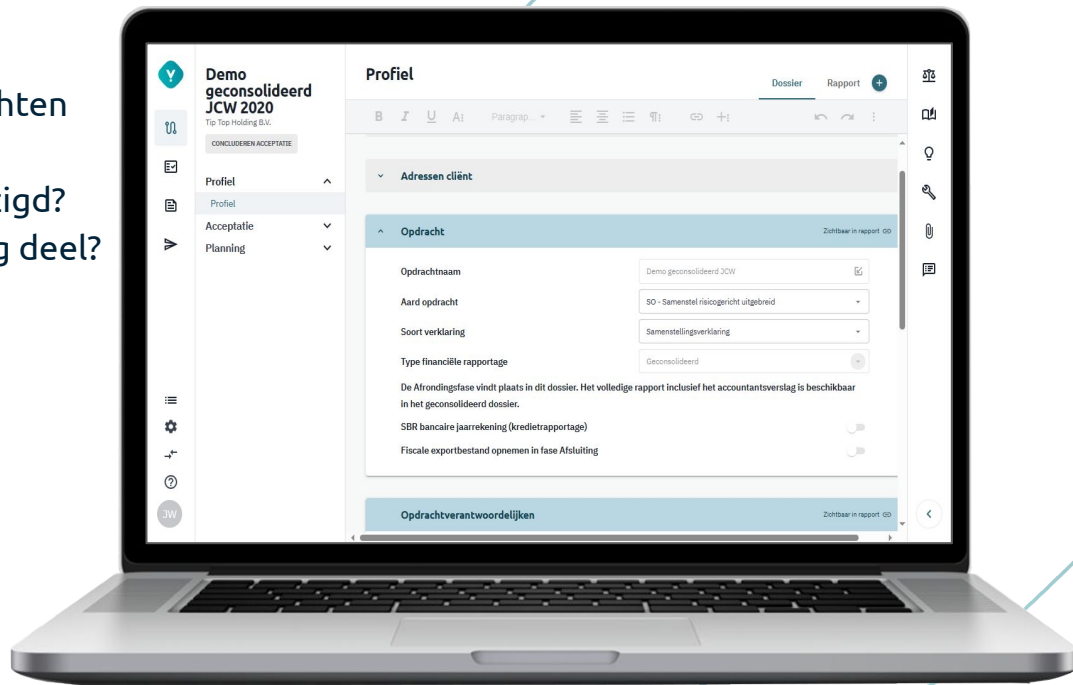 deel?
Demo
geconsolideerd
JCW 2020
Tip Top Holding B.V.
CONCLUDEREN ACCEPTATIE
Profiel
Profiel
Acceptatie
Planning
JW
Profiel
Dossier
Rapport
B I U A
Paragrap...
Adressen cliënt
Opdracht
Zichtbaar in rapport
Opdrachtnaam
Demo geconsolideerd JCW
Aard opdracht
SO - Samenstel risicogericht uitgebreid
Soort verklaring
Samenstellingsverklaring
Type financiële rapportage
Geconsolideerd
De Afrondingsfase vindt plaats in dit dossier. Het volledige rapport inclusief het accountantsverslag is beschikbaar
in het geconsolideerd dossier.
SBR bancaire jaarrekening (kredietrapportage)
Fiscale exportbestand opnemen in fase Afsluiting
Opdrachtverantwoordelijken
Zichtbaar in rapport